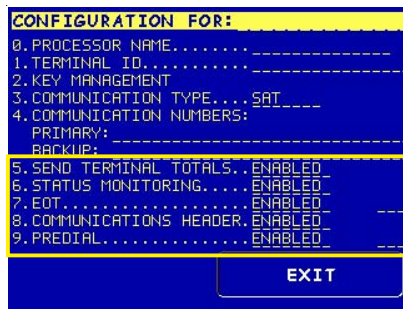 CONFIGURATION FOR:
0.PROCESSOR NAME........
1.TERMINAL ID...........
2.KEY MANAGEMENT
3.COMMUNICATION TYPE....SAT
4.COMMUNICATION NUMBERS:
PRIMARY:
BACKUP:
5.SEND TERMINAL TOTALS..ENABLED
6.STATUS MONITORING.....ENABLED
7.EOT...................ENABLED
8.COMMUNICATIONS HEADER.ENABLED
9.PREDIAL...............ENABLED
EXIT